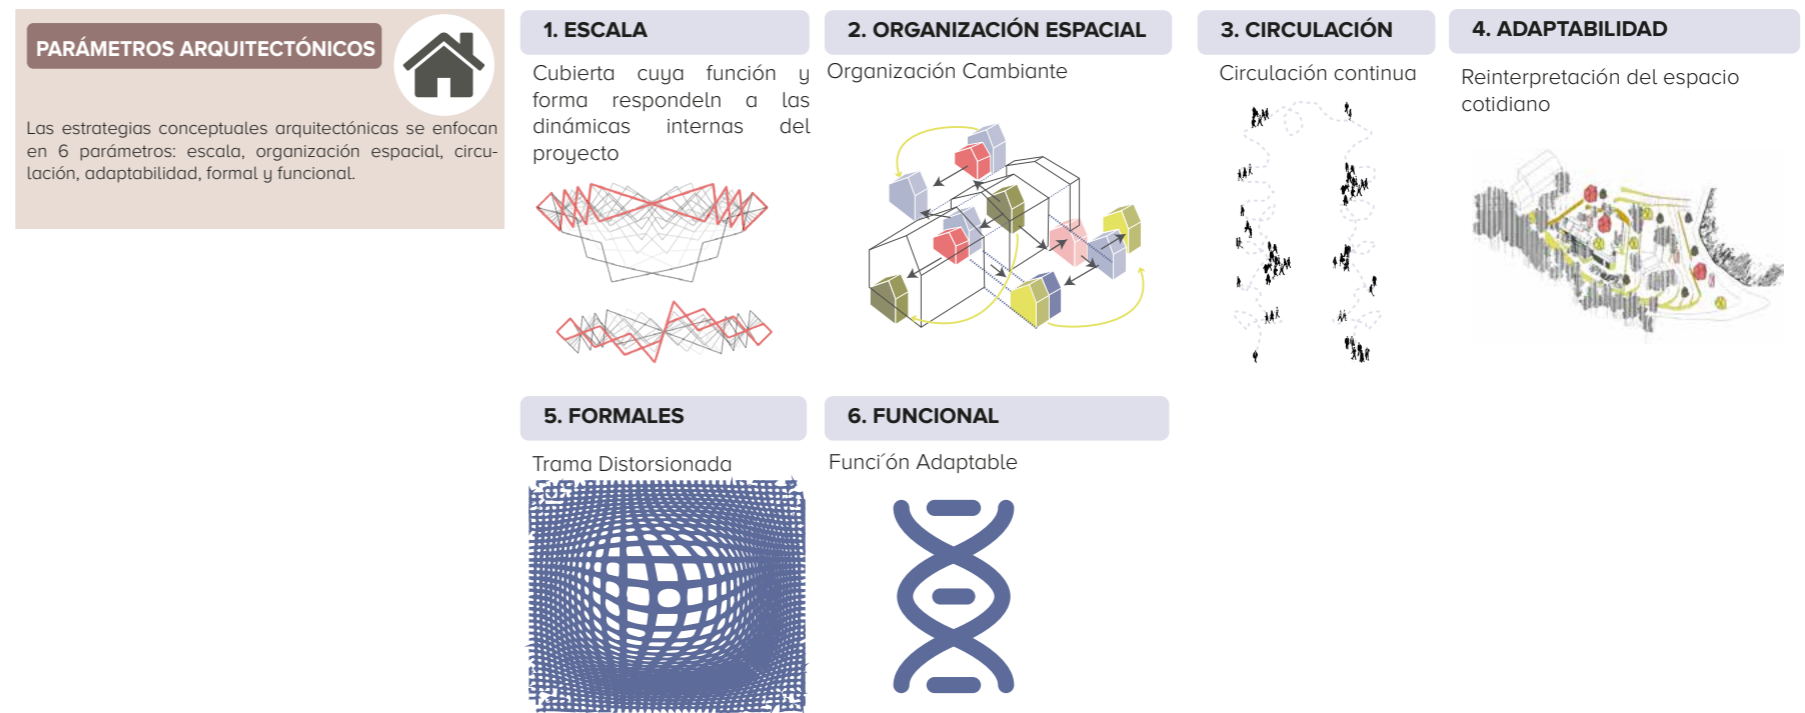 PARÁMETROS ARQUITECTÓNICOS
Las estrategias conceptuales arquitectónicas se enfocan
en 6 parámetros: escala, organización espacial, circu-
lación, adaptabilidad, formal y funcional.
1. ESCALA
Cubierta cuya función y
forma respondeln a las
dinámicas internas del
proyecto
2. ORGANIZACIÓN ESPACIAL
Organización Cambiante
3. CIRCULACIÓN
Circulación continua
4. ADAPTABILIDAD
Reinterpretación del espacio
cotidiano
5. FORMALES
Trama Distorsionada
6. FUNCIONAL
Funci´ón Adaptable